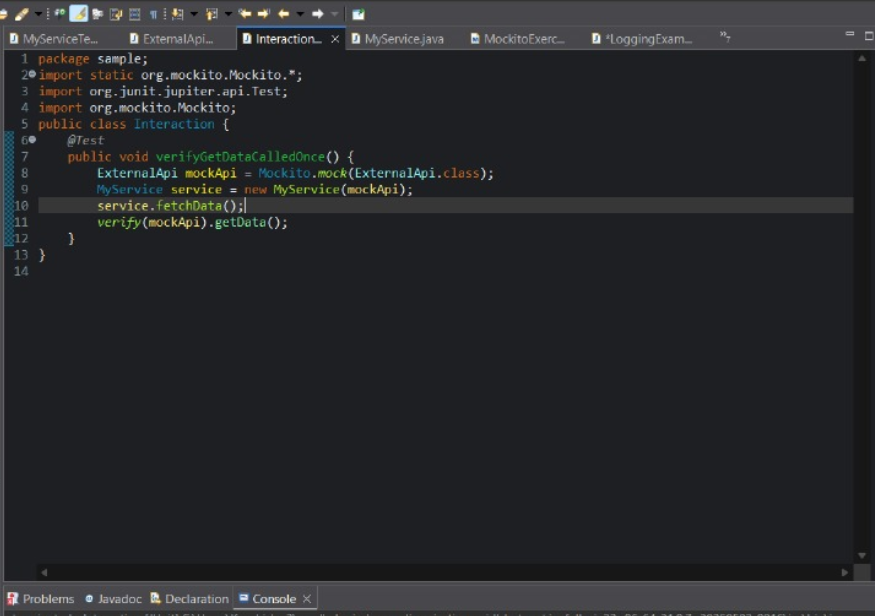 MyServiceTe... ExternalApi... Interaction... MyService.java MockitoExerc... *LoggingExam... »7
1 package sample;
2 import static org.mockito.Mockito.*;
3 import org.junit.jupiter.api.Test;
4 import org.mockito.Mockito;
5 public class Interaction {
6 @Test
7 public void verifyGetDataCalledOnce() {
8 ExternalApi mockApi = Mockito.mock(ExternalApi.class);
9 MyService service = new MyService(mockApi);
10 service.fetchData();
11 verify(mockApi).getData();
12 }
13 }
14
Problems Javadoc Declaration Console